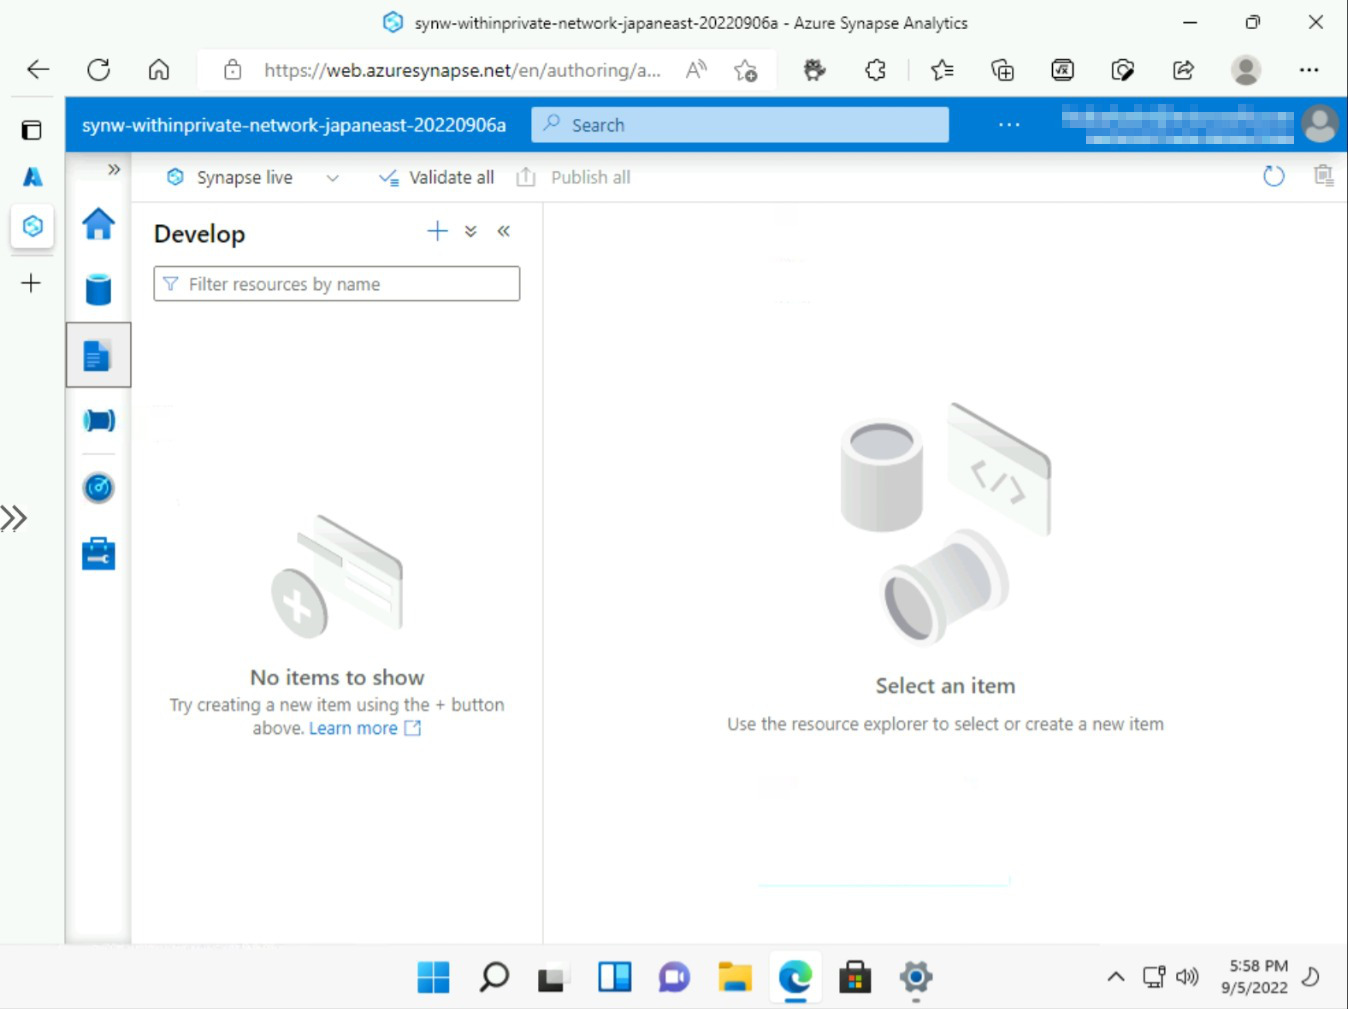 synw-withinprivate-network-japaneast-20220906a - Azure Synapse Analytics
https://web.azuresynapse.net/en/authoring/a...
synw-withinprivate-network-japaneast-20220906a
Search
Synapse live
Validate all
Publish all
Develop
Filter resources by name
No items to show
Try creating a new item using the + button
above. Learn more
Select an item
Use the resource explorer to select or create a new item
5:58 PM
9/5/2022